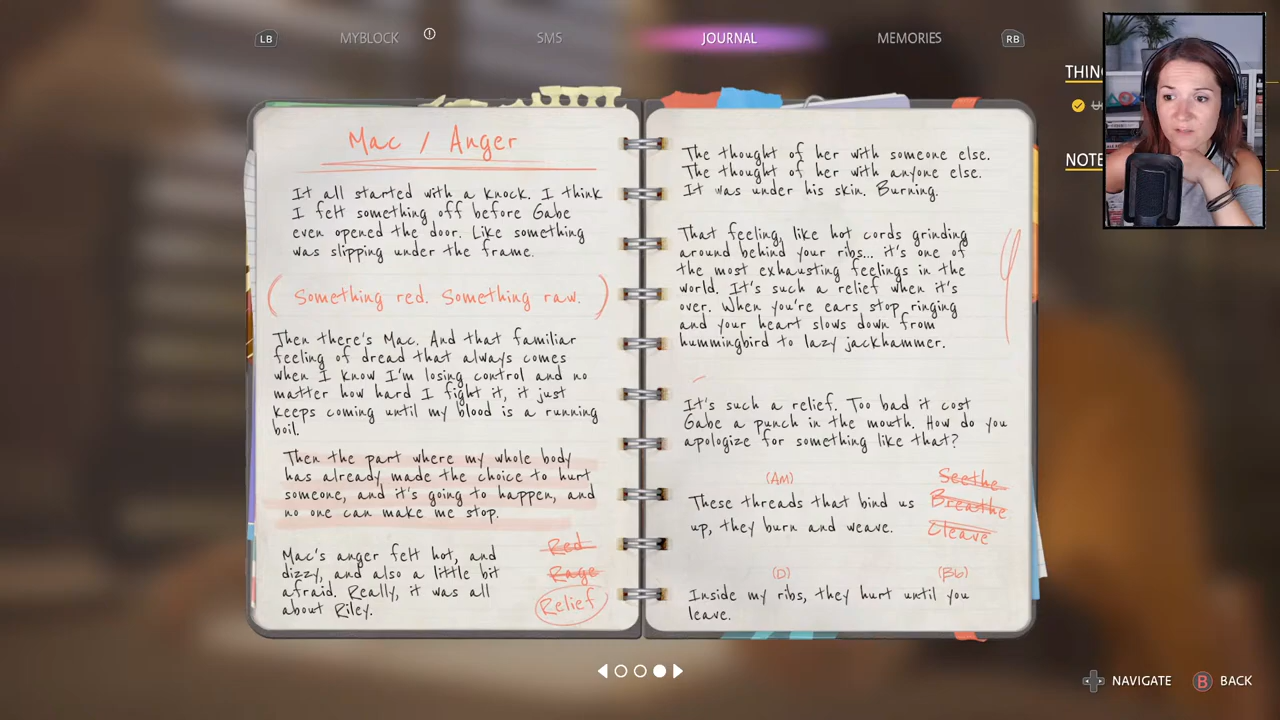 LB
MYBLOCK
SMS
JOURNAL
MEMORIES
RB
THIN
NOTE
Mac / Anger
It all started with a knock. I think
I felt something off before Gabe
even opened the door. Like something
was slipping under the frame.
(Something red. Something raw.)
Then there's Mac. And that familiar
feeling of dread that always comes
when I know I'm losing control and no
matter how hard I fight it, it just
keeps coming until my blood is a running
boil.
Then the part where my whole body
has already made the choice to hurt
someone, and it's going to happen, and
no one can make me stop.
Mac's anger felt hot, and
dizzy, and also a little bit
afraid. Really, it was all
about Riley.
Red
Rage
Relief
The thought of her with someone else.
The thought of her with anyone else.
It was under his skin. Burning.
That feeling, like hot cords grinding
around behind your ribs... it's one of
the most exhausting feelings in the
world. It's such a relief when it's
over. When you're ears stop ringing
and your heart slows down from
hummingbird to lazy jackhammer.
It's such a relief. Too bad it cost
Gabe a punch in the mouth. How do you
apologize for something like that?
(Am)
These threads that bind us
up, they burn and weave.
Seethe
Breathe
Cleave
(D)
(Bb)
Inside my ribs, they hurt until you
leave.
NAVIGATE
B BACK